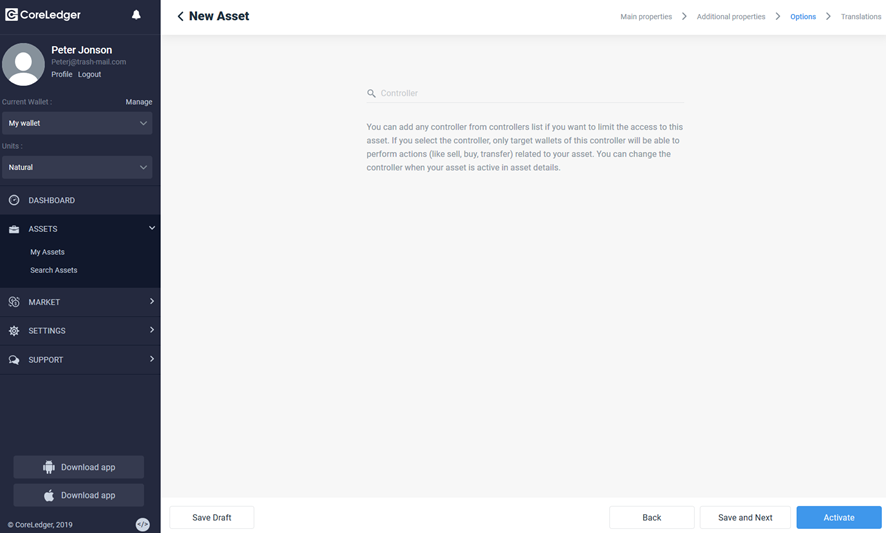 CoreLedger
Peter Jonson
Peterj@trash-mail.com
Profile Logout
Current Wallet : Manage
My wallet
Units :
Natural
DASHBOARD
ASSETS
My Assets
Search Assets
MARKET
SETTINGS
SUPPORT
Download app
Download app
© CoreLedger, 2019
</>
New Asset
Main properties
Additional properties
Options
Translations
Controller
You can add any controller from controllers list if you want to limit the access to this
asset. If you select the controller, only target wallets of this controller will be able to
perform actions (like sell, buy, transfer) related to your asset. You can change the
controller when your asset is active in asset details.
Save Draft
Back
Save and Next
Activate